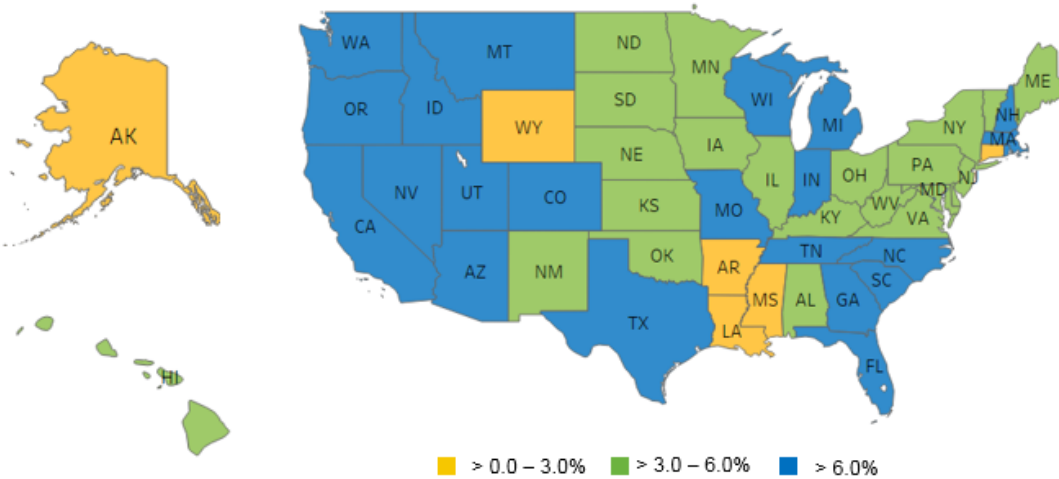 WA
MT
ND
MN
ME
OR
ID
SD
WI
NH
NY
MA
MI
AK
WY
IA
NE
PA
NJ
IL
IN
OH
MD
NV
UT
CO
KS
MO
WV
KY
VA
CA
TN
NC
OK
AZ
NM
AR
SC
MS
AL
GA
TX
LA
FL
HI
> 0.0 – 3.0% > 3.0 – 6.0% > 6.0%